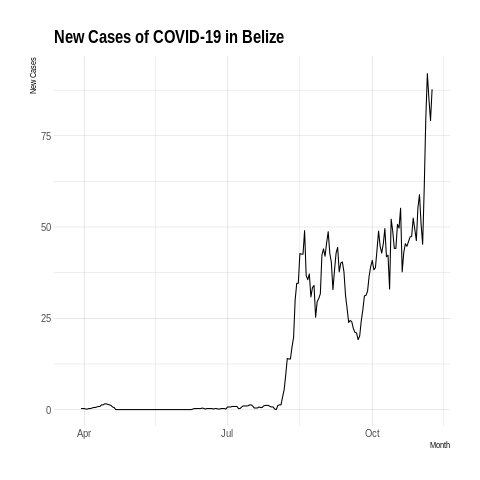 New Cases of COVID-19 in Belize
New Cases
75
50
25
0
Apr Jul Oct
Month